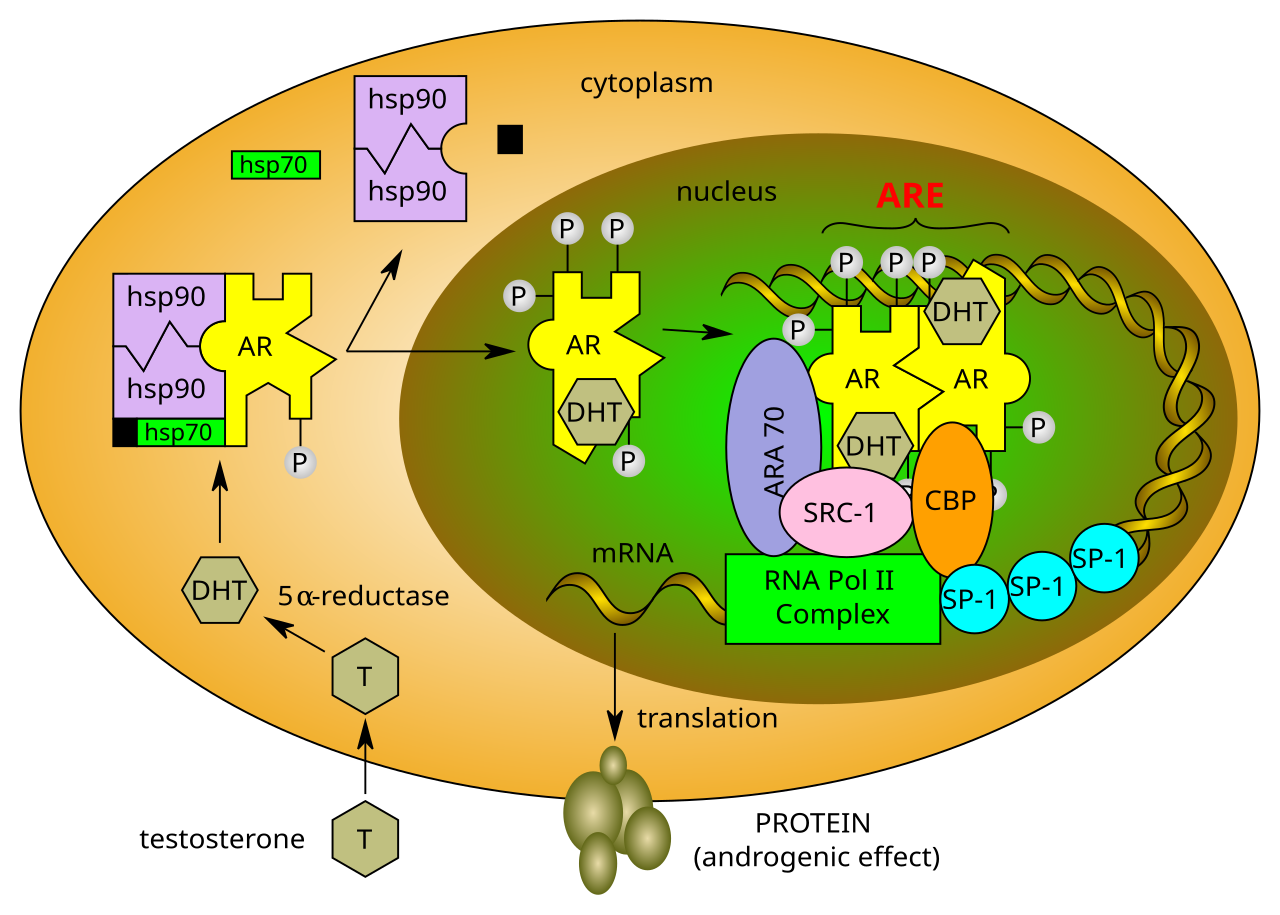 cytoplasm
hsp90
hsp90
hsp70
nucleus
ARE
P
P
P
AR
DHT
P
hsp90
hsp90
hsp70
AR
P
P
P
P
P
DHT
AR
AR
DHT
P
P
ARA 70
SRC-1
CBP
RNA Pol II
Complex
SP-1
SP-1
SP-1
mRNA
DHT
5α-reductase
T
translation
testosterone
T
PROTEIN
(androgenic effect)